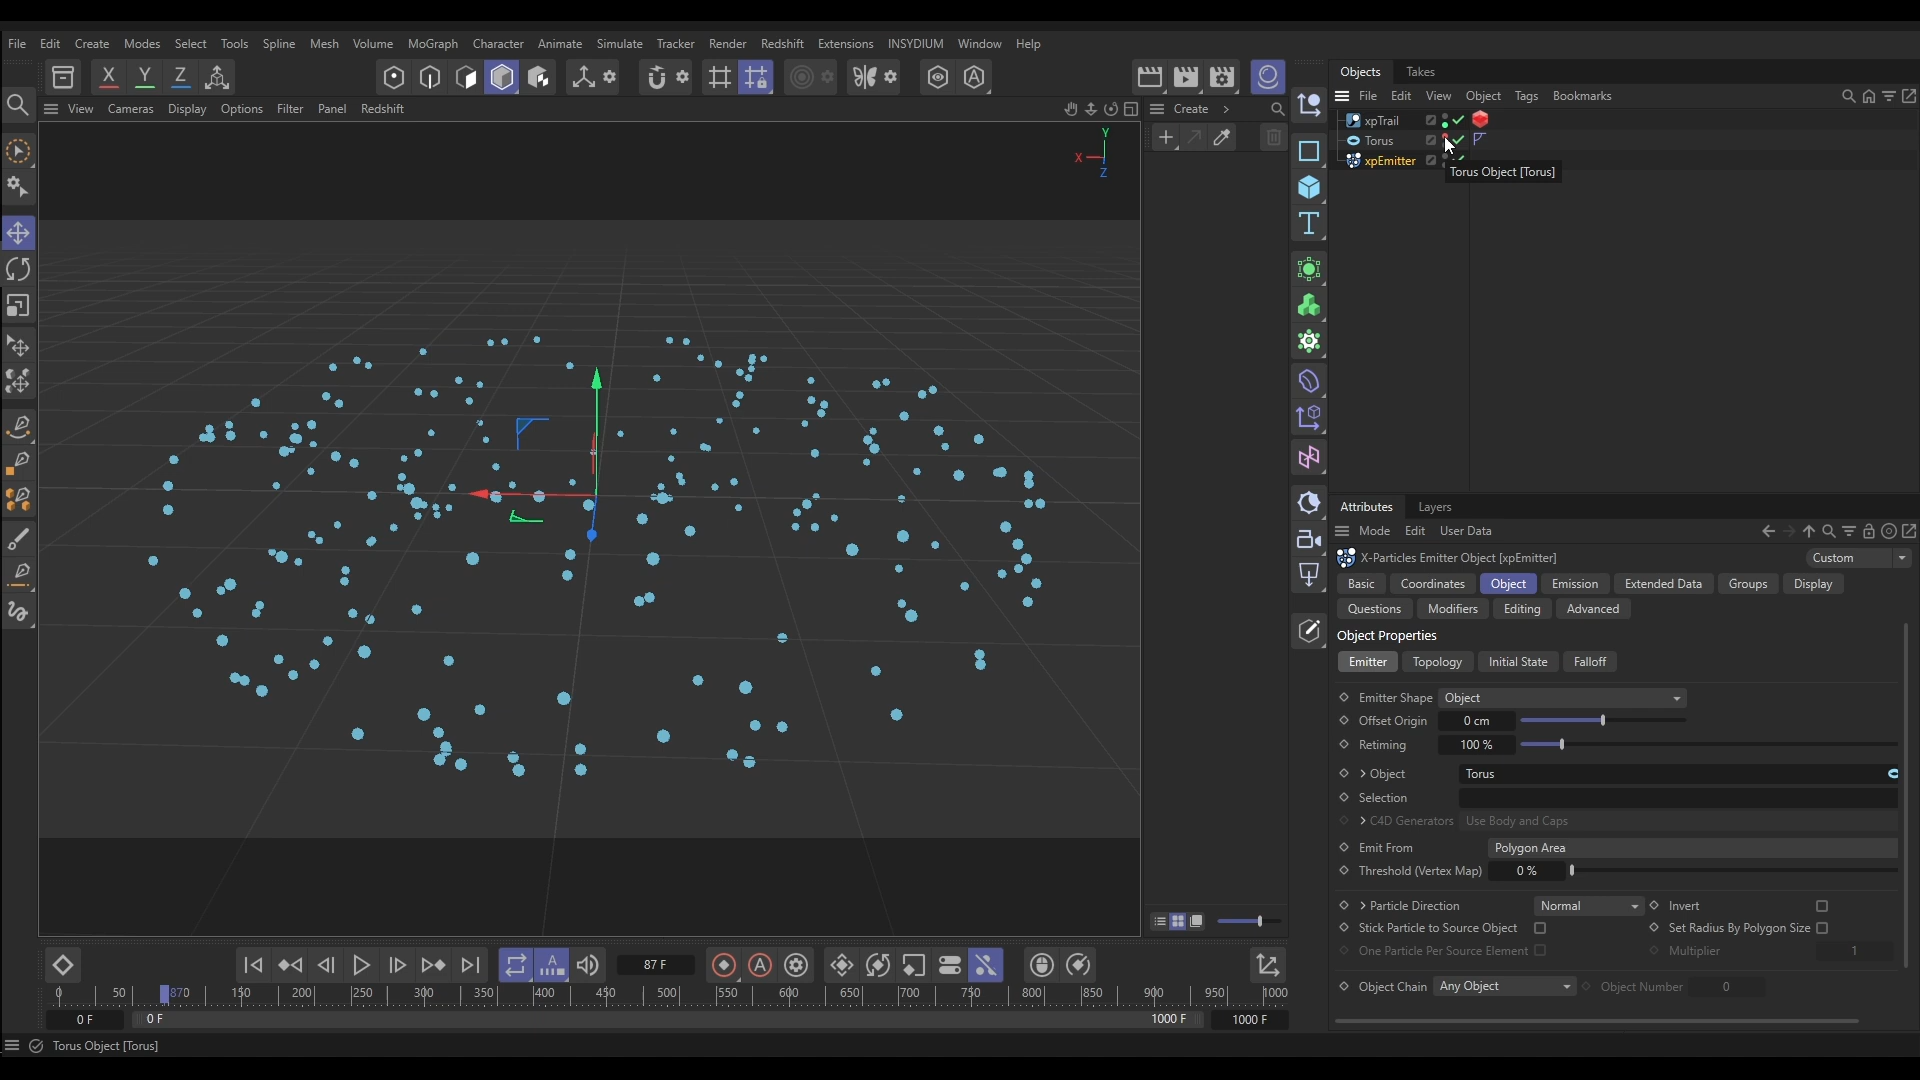 File Edit Create Modes Select Tools Spline Mesh Volume MoGraph Character Animate Simulate Tracker Render Redshift Extensions INSYDIUM Window Help
X Y Z
View Cameras Display Options Filter Panel Redshift
Create
Y
X
Z
Objects Takes
File Edit View Object Tags Bookmarks
xpTrail
Torus
xpEmitter
Torus Object [Torus]
Attributes Layers
Mode Edit User Data
X-Particles Emitter Object [xpEmitter] Custom
Basic Coordinates Object Emission Extended Data Groups Display
Questions Modifiers Editing Advanced
Object Properties
Emitter Topology Initial State Falloff
Emitter Shape Object
Offset Origin 0 cm
Retiming 100 %
Object Torus
Selection
C4D Generators Use Body and Caps
Emit From Polygon Area
Threshold (Vertex Map) 0 %
Particle Direction Normal Invert
Stick Particle to Source Object Set Radius By Polygon Size
One Particle Per Source Element Multiplier 1
Object Chain Any Object Object Number 0
87 F
0 50 870 150 200 250 300 350 400 450 500 550 600 650 700 750 800 850 900 950 1000
0 F 0 F 1000 F 1000 F
Torus Object [Torus]